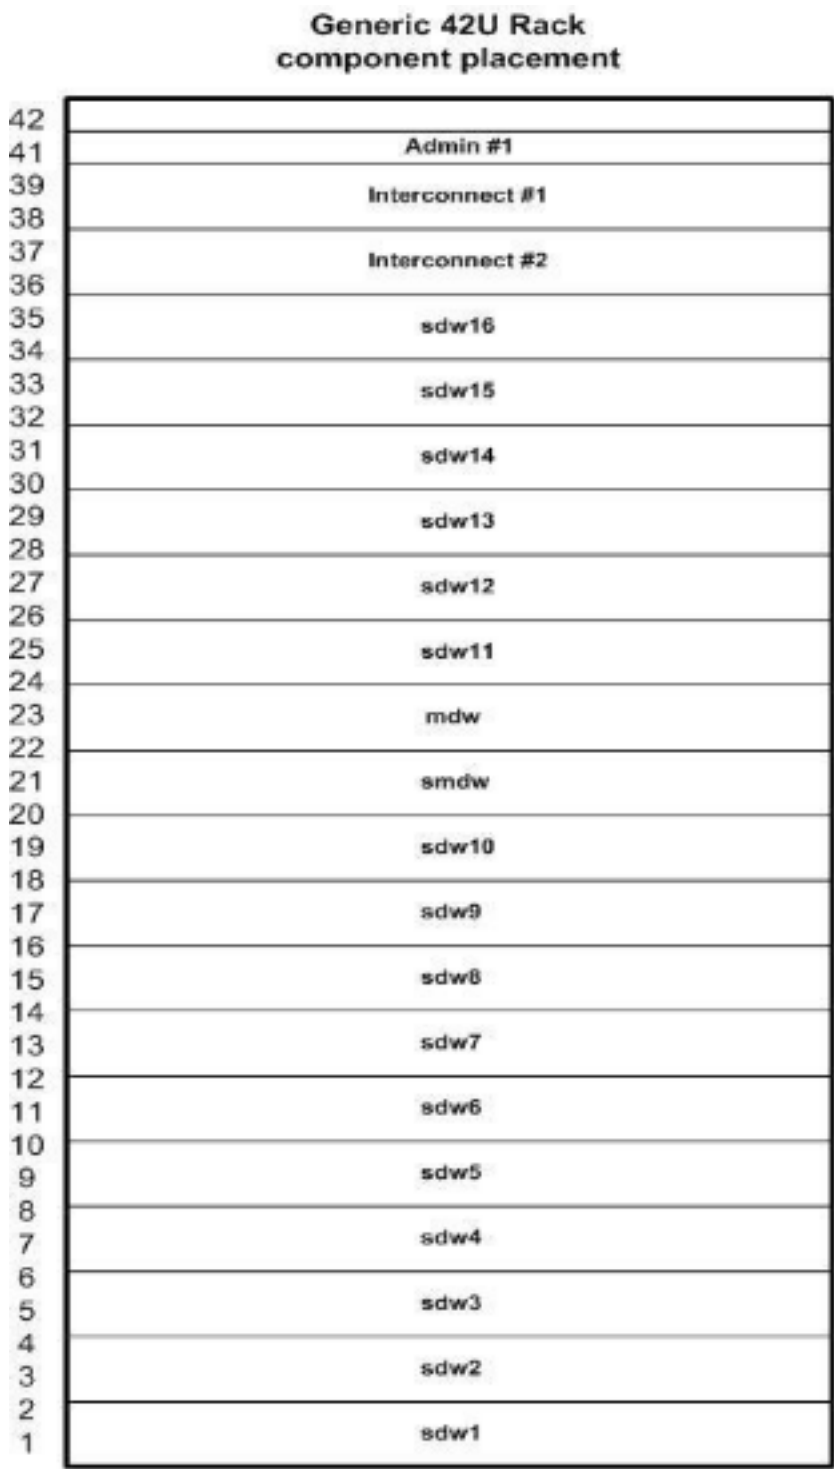 Generic 42U Rack
component placement
42
41 Admin #1
39
Interconnect #1
38
37
Interconnect #2
36
35
sdw16
34
33
sdw15
32
31
sdw14
30
29
sdw13
28
27
sdw12
26
25
sdw11
24
23
mdw
22
21
smdw
20
19
sdw10
18
17
sdw9
16
15
sdw8
14
13
sdw7
12
11
sdw6
10
9
sdw5
8
7
sdw4
6
5
sdw3
4
3
sdw2
2
1
sdw1